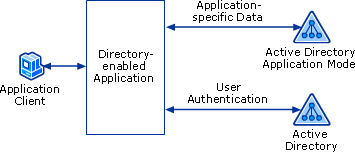 Application-
specific Data
Directory-
enabled
Application
Active Directory
Application Mode
Application
Client
User
Authentication
Active
Directory